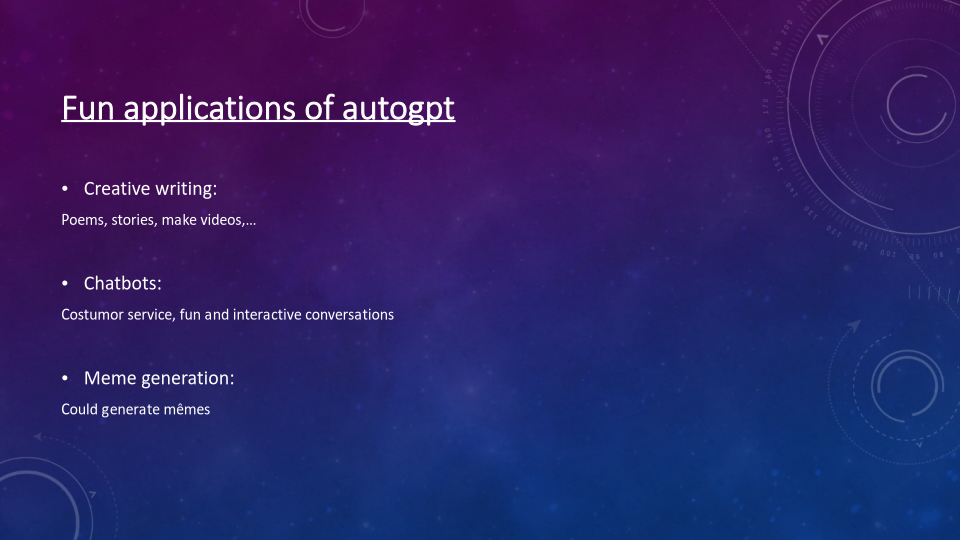 Fun applications of autogpt
• Creative writing:
Poems, stories, make videos,...
• Chatbots:
Costumor service, fun and interactive conversations
• Meme generation:
Could generate mêmes